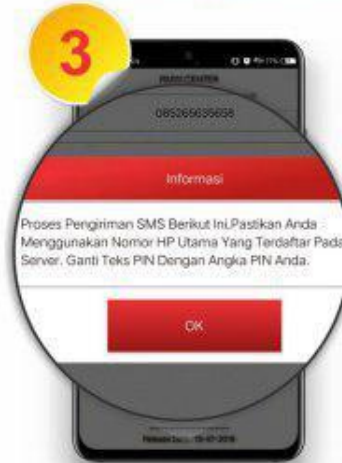 3
085265635658
Informasi
Proses Pengiriman SMS Berikut Ini.Pastikan Anda
Menggunakan Nomor HP Utama Yang Terdaftar Pada
Server. Ganti Teks PIN Dengan Angka PIN Anda.
OK